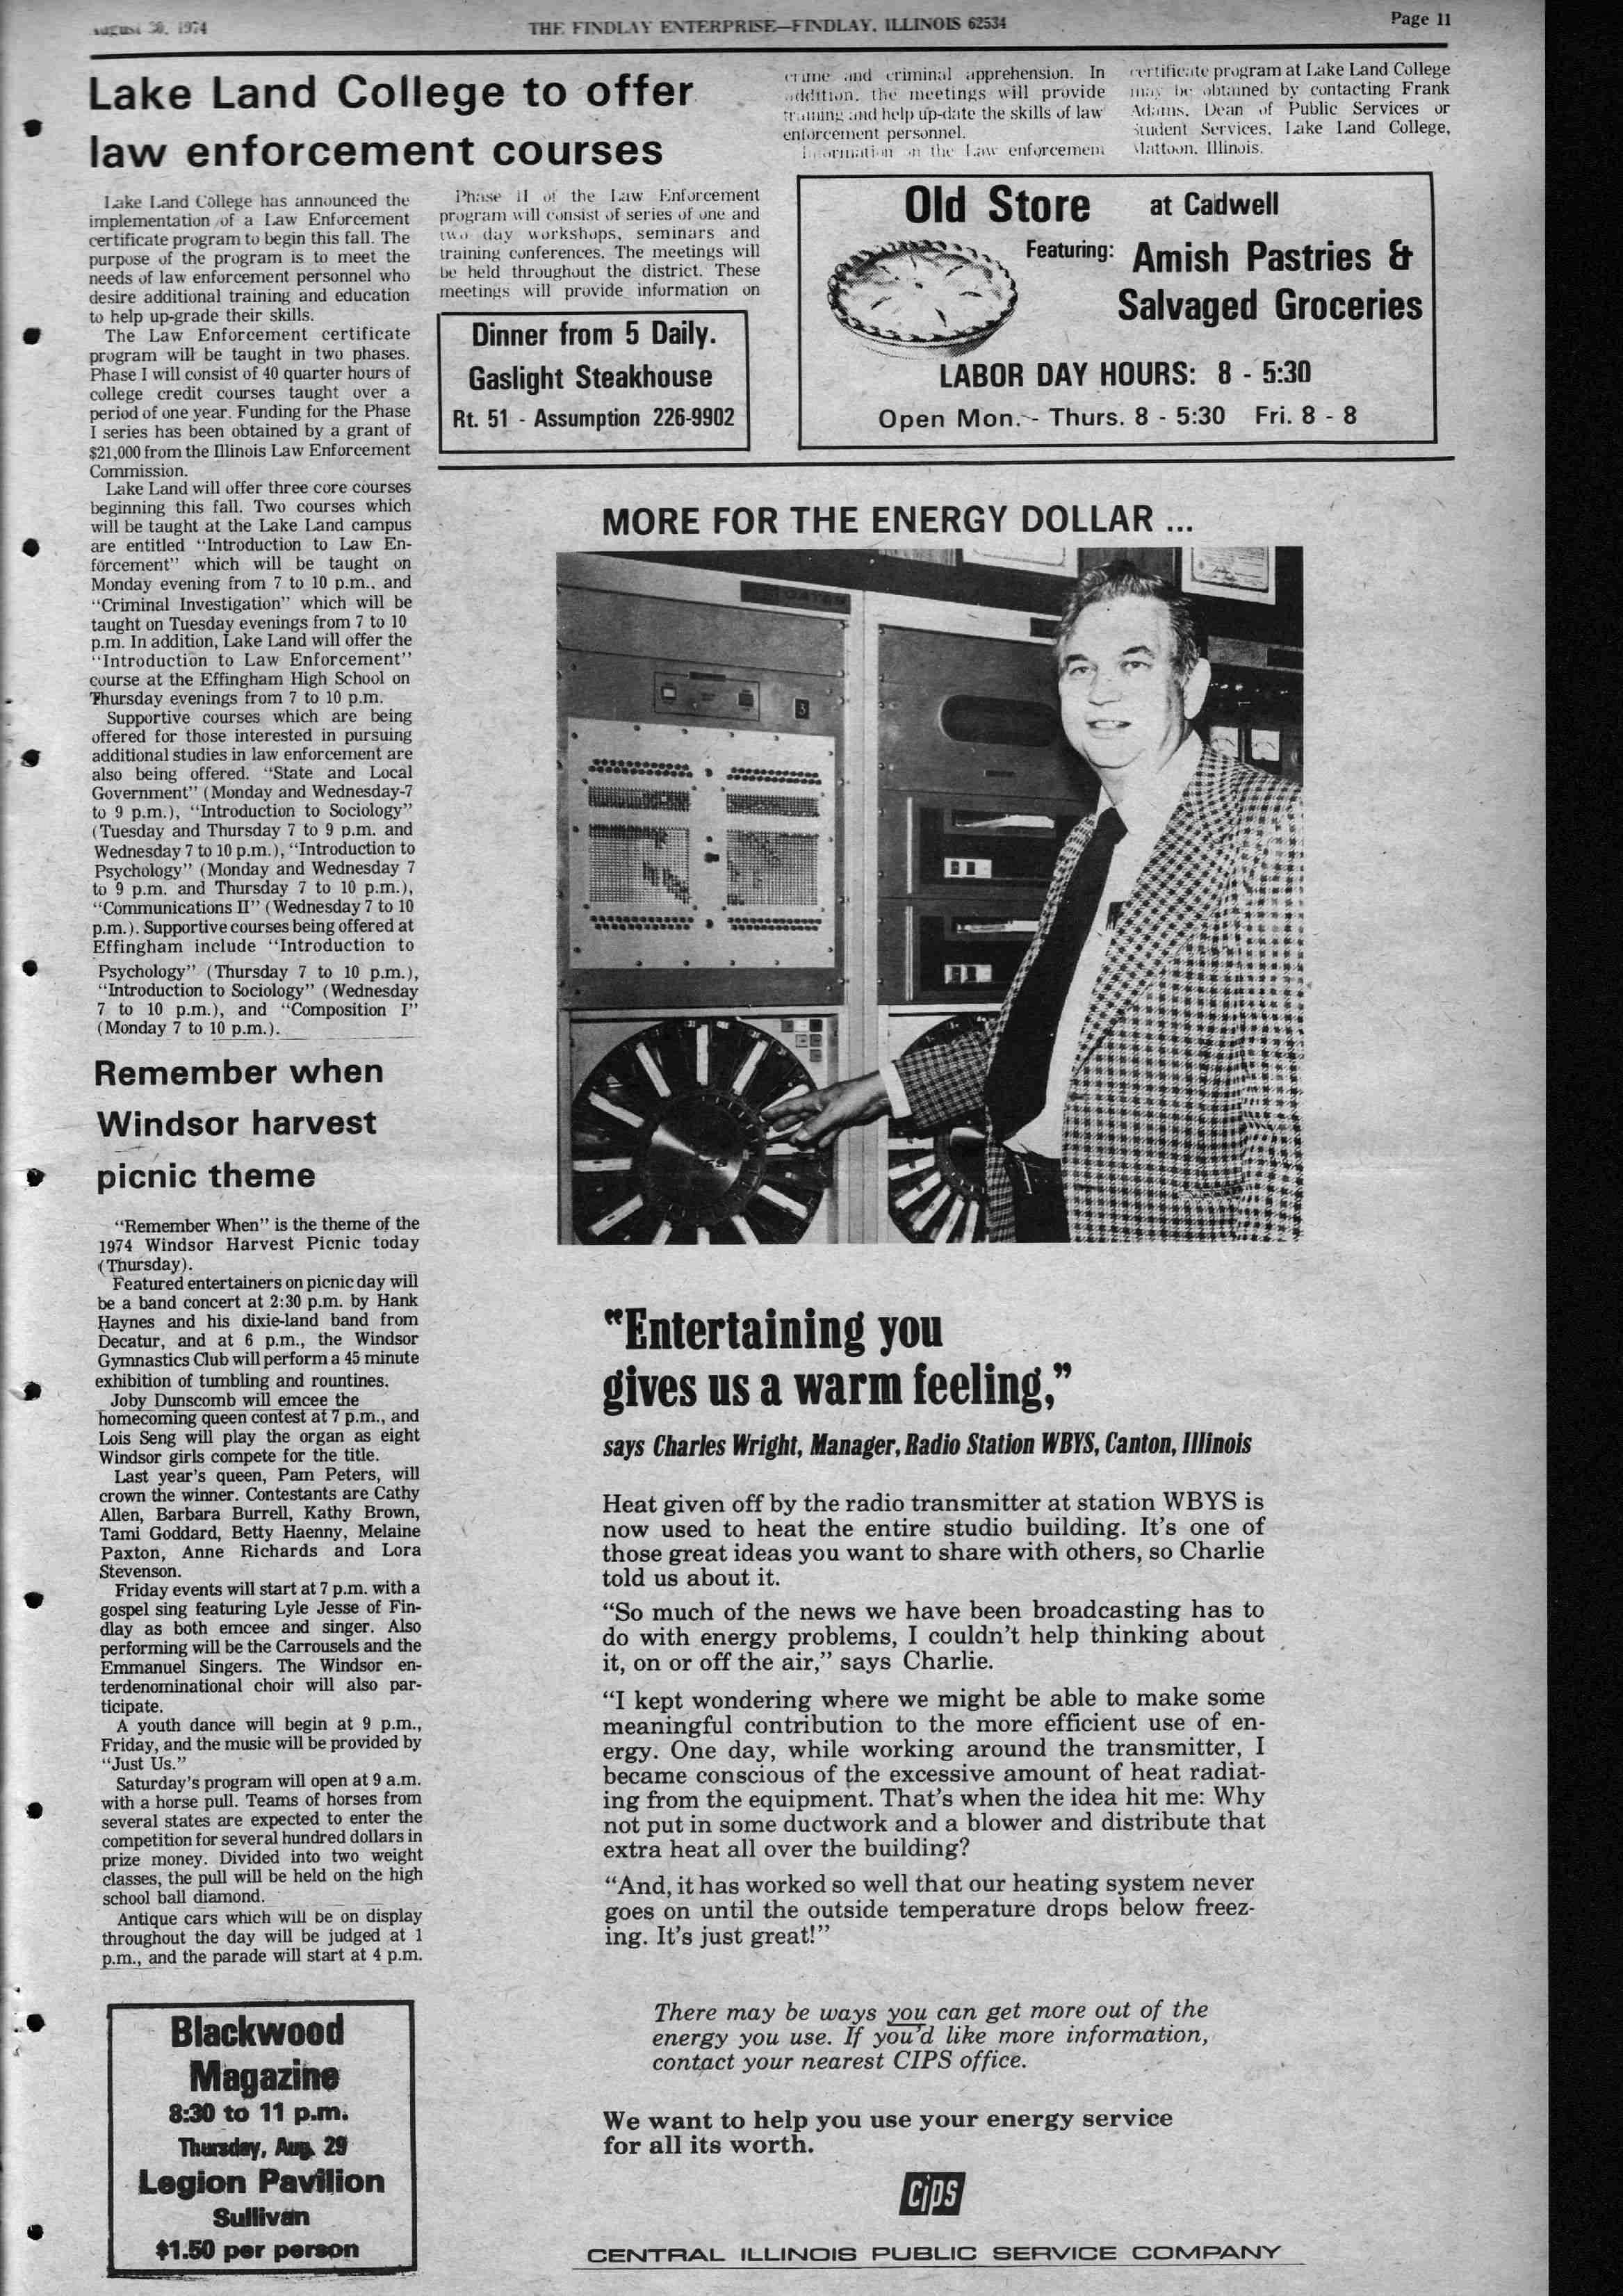 August 30, 1974
THE FINDLAY ENTERPRISE—FINDLAY, ILLINOIS 62534
Page 11
Lake Land College to offer
law enforcement courses
Lake Land College has announced the
implementation of a Law Enforcement
certificate program to begin this fall. The
purpose of the program is to meet the
needs of law enforcement personnel who
desire additional training and education
to help up-grade their skills.
The Law Enforcement certificate
program will be taught in two phases.
Phase I will consist of 40 quarter hours of
college credit courses taught over a
period of one year. Funding for the Phase
I series has been obtained by a grant of
$21,000 from the Illinois Law Enforcement
Commission.
Lake Land will offer three core courses
beginning this fall. Two courses which
will be taught at the Lake Land campus
are entitled "Introduction to Law En-
forcement" which will be taught on
Monday evening from 7 to 10 p.m., and
"Criminal Investigation" which will be
taught on Tuesday evenings from 7 to 10
p.m. In addition, Lake Land will offer the
"Introduction to Law Enforcement"
course at the Effingham High School on
Thursday evenings from 7 to 10 p.m.
Supportive courses which are being
offered for those interested in pursuing
additional studies in law enforcement are
also being offered. "State and Local
Government" (Monday and Wednesday-7
to 9 p.m.), "Introduction to Sociology"
(Tuesday and Thursday 7 to 9 p.m. and
Wednesday 7 to 10 p.m.), "Introduction to
Psychology" (Monday and Wednesday 7
to 9 p.m. and Thursday 7 to 10 p.m.),
"Communications II" (Wednesday 7 to 10
p.m.). Supportive courses being offered at
Effingham include "Introduction to
Psychology" (Thursday 7 to 10 p.m.),
"Introduction to Sociology" (Wednesday
7 to 10 p.m.), and "Composition I"
(Monday 7 to 10 p.m.).
Phase II of the Law Enforcement
program will consist of series of one and
two day workshops, seminars and
training conferences. The meetings will
be held throughout the district. These
meetings will provide information on
crime and criminal apprehension. In
addition, the meetings will provide
training and help up-date the skills of law
enforcement personnel.
Information on the Law enforcement
certificate program at Lake Land College
may be obtained by contacting Frank
Adams, Dean of Public Services or
Student Services, Lake Land College,
Mattoon, Illinois.
Dinner from 5 Daily.
Gaslight Steakhouse
Rt. 51 - Assumption 226-9902
Old Store at Cadwell
Featuring: Amish Pastries &
Salvaged Groceries
LABOR DAY HOURS: 8 - 5:30
Open Mon. - Thurs. 8 - 5:30 Fri. 8 - 8
Remember when
Windsor harvest
picnic theme
"Remember When" is the theme of the
1974 Windsor Harvest Picnic today
(Thursday).
Featured entertainers on picnic day will
be a band concert at 2:30 p.m. by Hank
Haynes and his dixie-land band from
Decatur, and at 6 p.m., the Windsor
Gymnastics Club will perform a 45 minute
exhibition of tumbling and rountines.
Joby Dunscomb will emcee the
homecoming queen contest at 7 p.m., and
Lois Seng will play the organ as eight
Windsor girls compete for the title.
Last year's queen, Pam Peters, will
crown the winner. Contestants are Cathy
Allen, Barbara Burrell, Kathy Brown,
Tami Goddard, Betty Haenny, Melaine
Paxton, Anne Richards and Lora
Stevenson.
Friday events will start at 7 p.m. with a
gospel sing featuring Lyle Jesse of Fin-
dlay as both emcee and singer. Also
performing will be the Carrousels and the
Emmanuel Singers. The Windsor en-
terdenominational choir will also par-
ticipate.
A youth dance will begin at 9 p.m.,
Friday, and the music will be provided by
"Just Us."
Saturday's program will open at 9 a.m.
with a horse pull. Teams of horses from
several states are expected to enter the
competition for several hundred dollars in
prize money. Divided into two weight
classes, the pull will be held on the high
school ball diamond.
Antique cars which will be on display
throughout the day will be judged at 1
p.m., and the parade will start at 4 p.m.
Blackwood
Magazine
8:30 to 11 p.m.
Thursday, Aug. 29
Legion Pavilion
Sullivan
$1.50 per person
MORE FOR THE ENERGY DOLLAR ...
3
"Entertaining you
gives us a warm feeling,"
says Charles Wright, Manager, Radio Station WBYS, Canton, Illinois
Heat given off by the radio transmitter at station WBYS is
now used to heat the entire studio building. It's one of
those great ideas you want to share with others, so Charlie
told us about it.
"So much of the news we have been broadcasting has to
do with energy problems, I couldn't help thinking about
it, on or off the air," says Charlie.
"I kept wondering where we might be able to make some
meaningful contribution to the more efficient use of en-
ergy. One day, while working around the transmitter, I
became conscious of the excessive amount of heat radiat-
ing from the equipment. That's when the idea hit me: Why
not put in some ductwork and a blower and distribute that
extra heat all over the building?
"And, it has worked so well that our heating system never
goes on until the outside temperature drops below freez-
ing. It's just great!"
There may be ways you can get more out of the
energy you use. If you'd like more information,
contact your nearest CIPS office.
We want to help you use your energy service
for all its worth.
CIPS
CENTRAL ILLINOIS PUBLIC SERVICE COMPANY